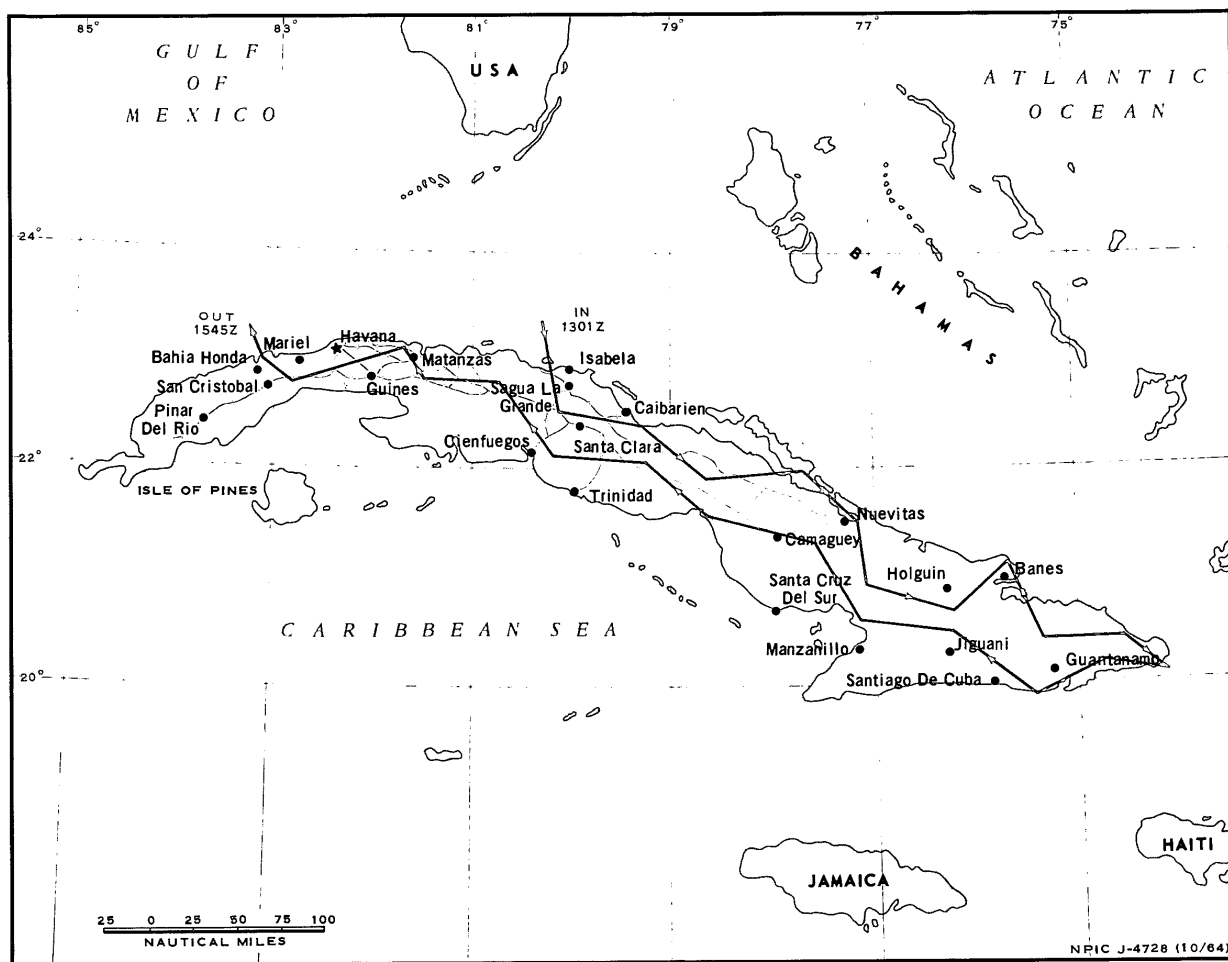 85°
83°
81°
79°
77°
75°
GULF
OF
MEXICO
USA
ATLANTIC
OCEAN
24°
BAHAMAS
OUT
1545Z
IN
1301Z
Mariel
Havana
Bahia Honda
Matanzas
Isabela
San Cristobal
Guines
Sagua La
Grande
Caibarien
Pinar
Del Rio
Cienfuegos
Santa Clara
22°
ISLE OF PINES
Trinidad
Nuevitas
Camaguey
Holguin
Banes
Santa Cruz
Del Sur
CARIBBEAN SEA
Manzanillo
Jiguani
Guantanamo
20°
Santiago De Cuba
HAITI
JAMAICA
25 0 25 50 75 100
NAUTICAL MILES
NPIC J-4728 (10/64)